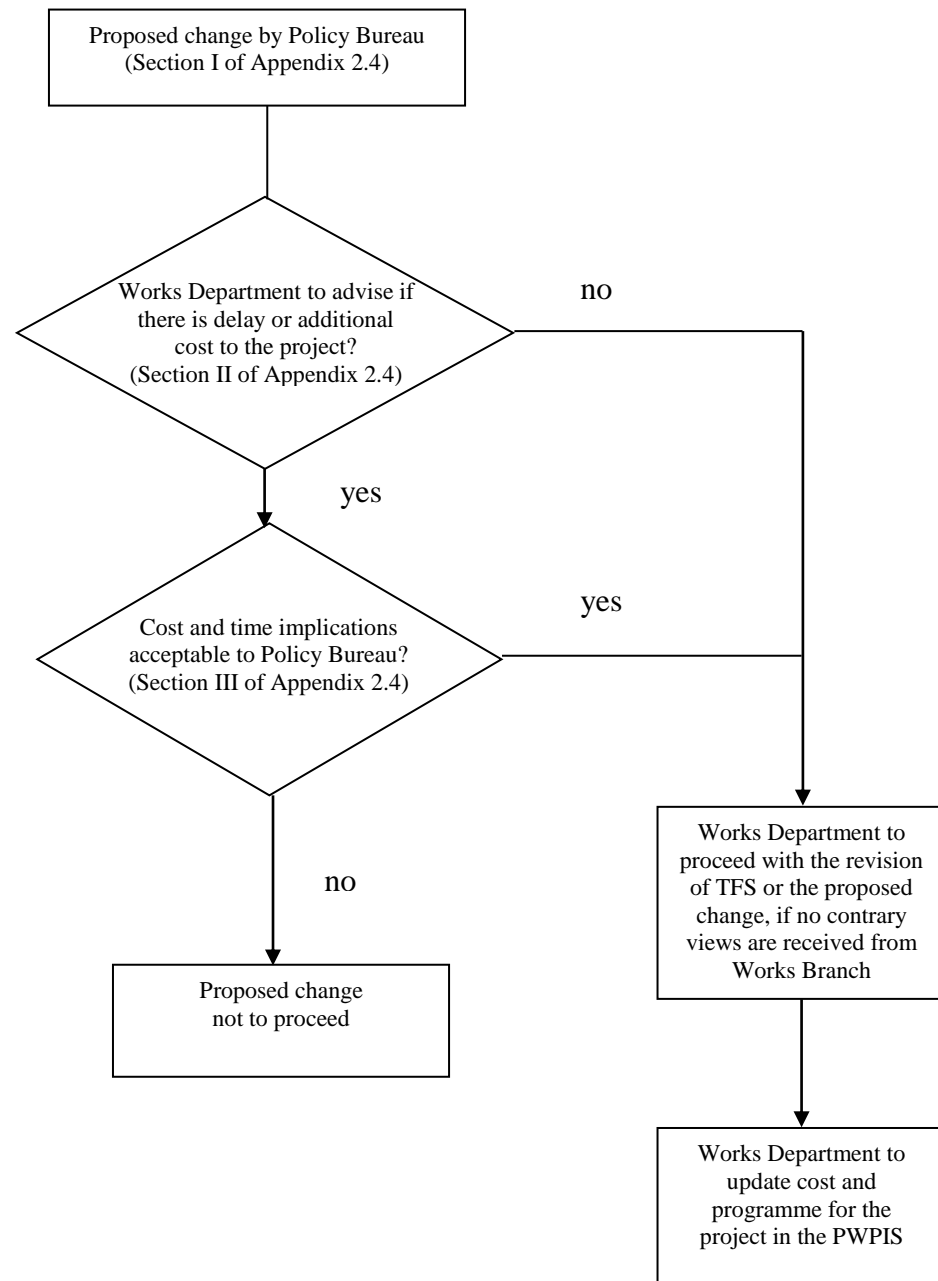 Proposed change by Policy Bureau
(Section I of Appendix 2.4)
Works Department to advise if
there is delay or additional
cost to the project?
(Section II of Appendix 2.4)
no
yes
Cost and time implications
acceptable to Policy Bureau?
(Section III of Appendix 2.4)
yes
no
Proposed change
not to proceed
Works Department to
proceed with the revision
of TFS or the proposed
change, if no contrary
views are received from
Works Branch
Works Department to
update cost and
programme for the
project in the PWPIS